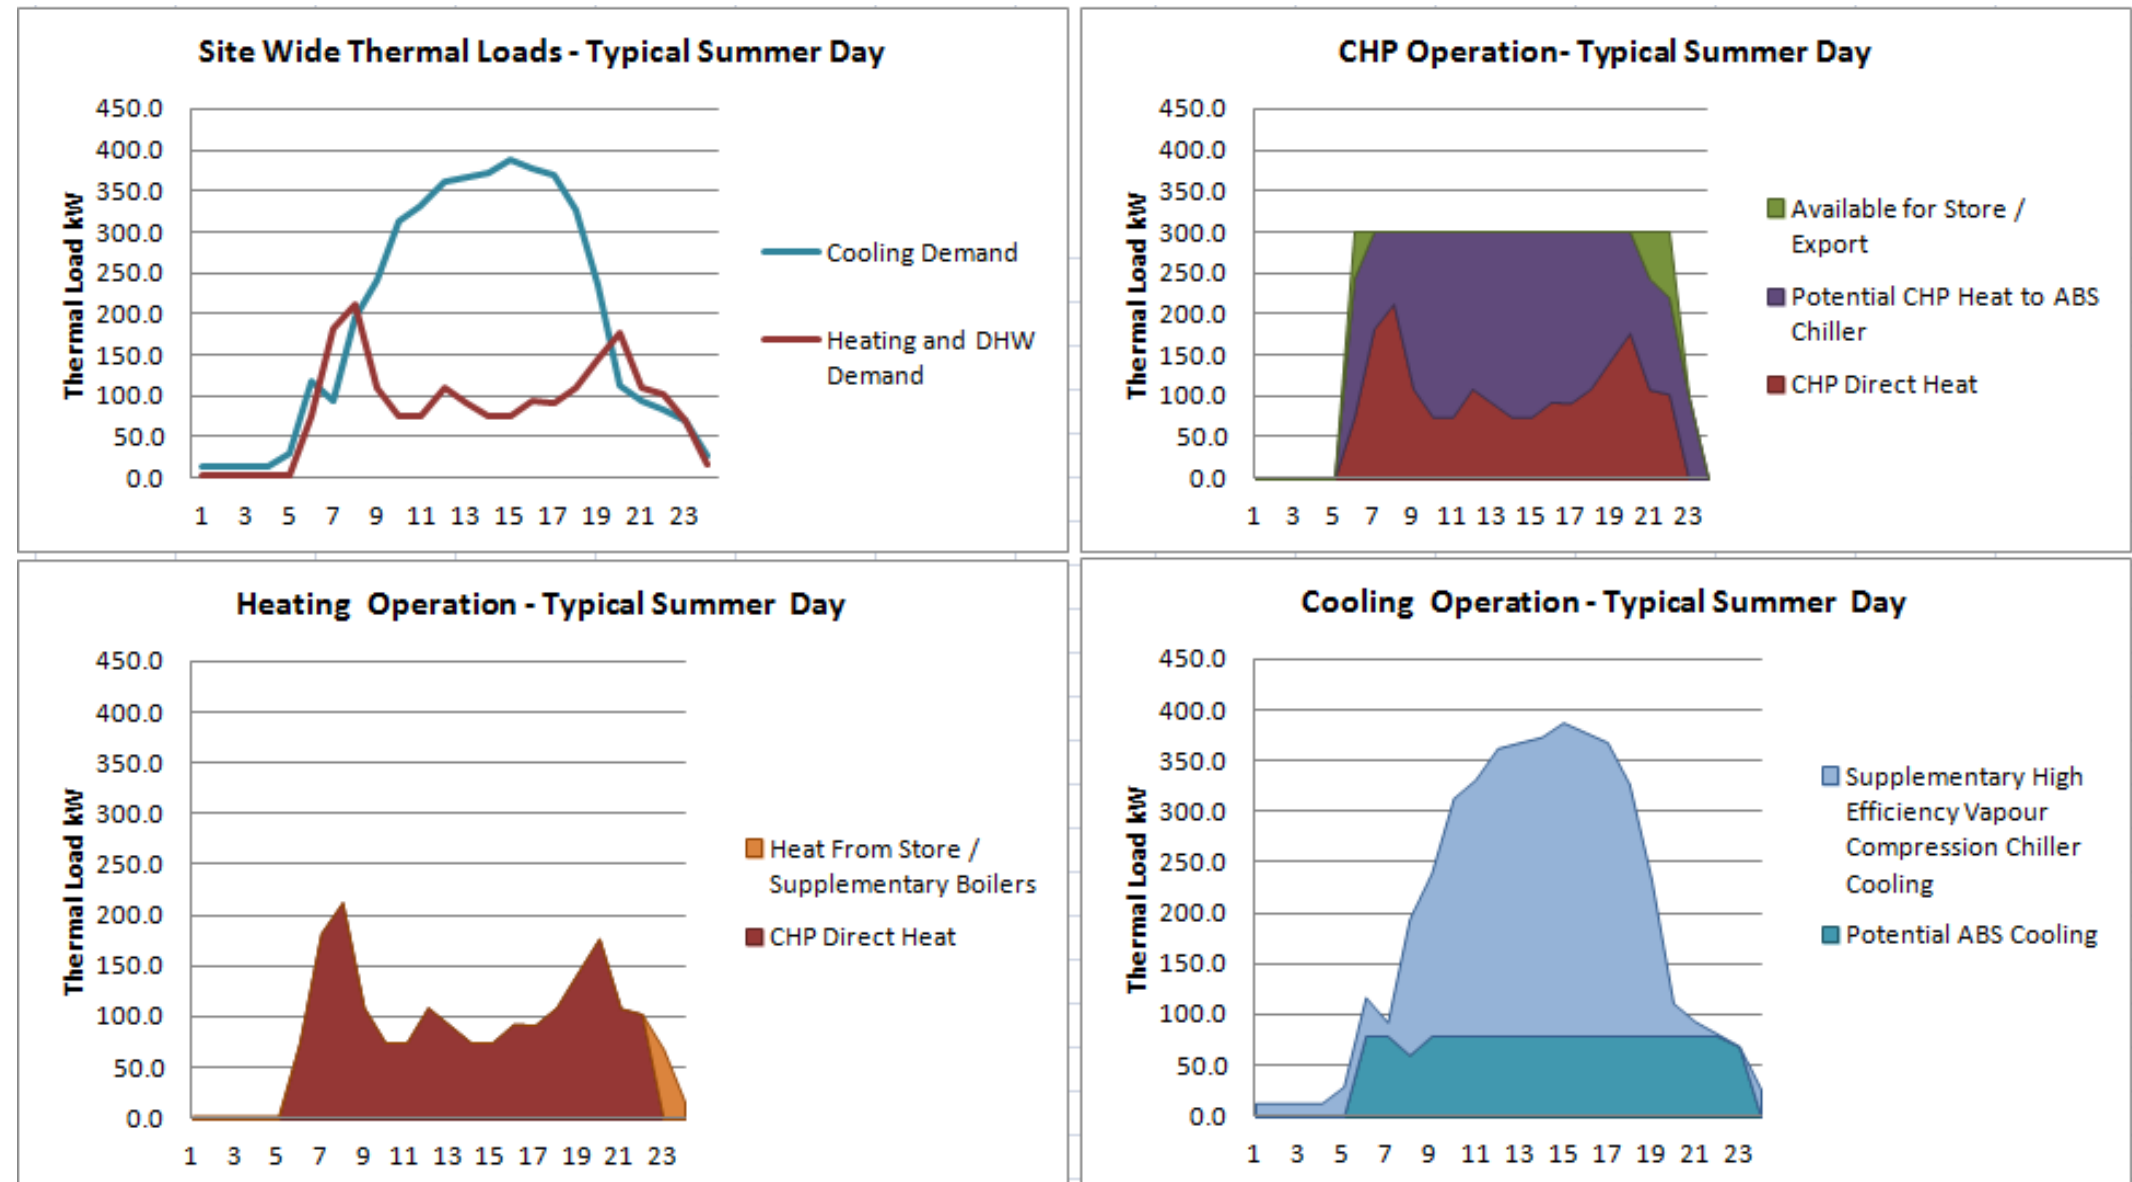 Site Wide Thermal Loads - Typical Summer Day
Thermal Load kW
450.0
400.0
350.0
300.0
250.0
200.0
150.0
100.0
50.0
0.0
1 3 5 7 9 11 13 15 17 19 21 23
Cooling Demand
Heating and DHW
Demand
CHP Operation- Typical Summer Day
Thermal Load kW
450.0
400.0
350.0
300.0
250.0
200.0
150.0
100.0
50.0
0.0
1 3 5 7 9 11 13 15 17 19 21 23
Available for Store /
Export
Potential CHP Heat to ABS
Chiller
CHP Direct Heat
Heating Operation - Typical Summer Day
Thermal Load kW
450.0
400.0
350.0
300.0
250.0
200.0
150.0
100.0
50.0
0.0
1 3 5 7 9 11 13 15 17 19 21 23
Heat From Store /
Supplementary Boilers
CHP Direct Heat
Cooling Operation - Typical Summer Day
Thermal Load kW
450.0
400.0
350.0
300.0
250.0
200.0
150.0
100.0
50.0
0.0
1 3 5 7 9 11 13 15 17 19 21 23
Supplementary High
Efficiency Vapour
Compression Chiller
Cooling
Potential ABS Cooling